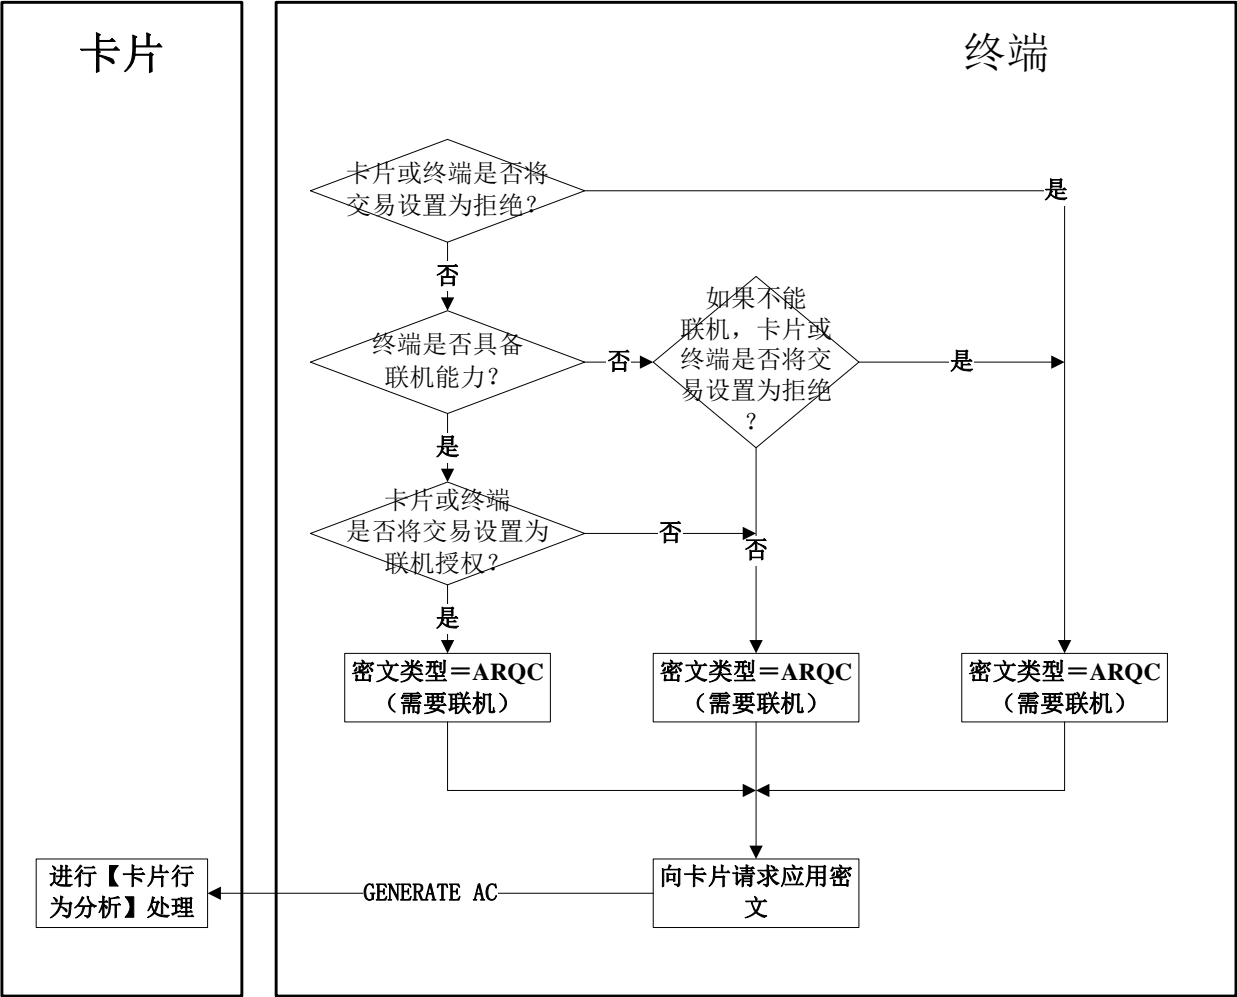 卡片
终端
卡片或终端是否将
交易设置为拒绝？
是
否
终端是否具备
联机能力？
否
如果不能
联机，卡片或
终端是否将交
易设置为拒绝
？
是
是
卡片或终端
是否将交易设置为
联机授权？
否
否
是
密文类型＝ARQC
（需要联机）
密文类型＝ARQC
（需要联机）
密文类型＝ARQC
（需要联机）
进行【卡片行
为分析】处理
GENERATE AC
向卡片请求应用密
文